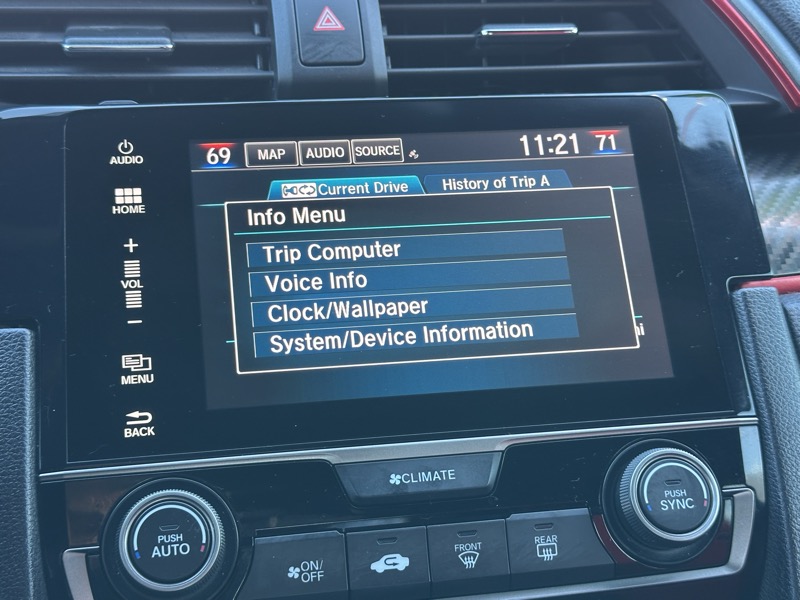 AUDIO
HOME
+
VOL
−
MENU
BACK
69 MAP AUDIO SOURCE 11:21 71
Current Drive History of Trip A
Info Menu
Trip Computer
Voice Info
Clock/Wallpaper
System/Device Information
CLIMATE
PUSH
AUTO
ON/
OFF
FRONT
REAR
PUSH
SYNC